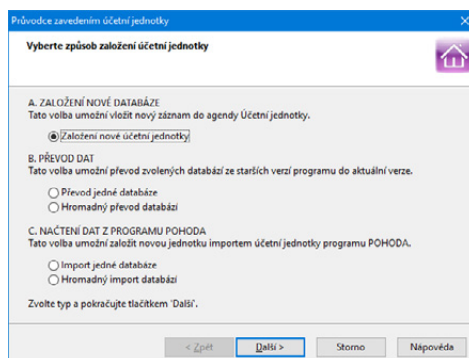 Průvodce zavedením účetní jednotky
Vyberte způsob založení účetní jednotky
A. ZALOŽENÍ NOVÉ DATABÁZE
Tato volba umožní vložit nový záznam do agendy Účetní jednotky.
Založení nové účetní jednotky
B. PŘEVOD DAT
Tato volba umožní převod zvolených databází ze starších verzí programu do aktuální verze.
Převod jedné databáze
Hromadný převod databází
C. NAČTENÍ DAT Z PROGRAMU POHODA
Tato volba umožní založit novou jednotku importem účetní jednotky programu POHODA.
Import jedné databáze
Hromadný import databází
Zvolte typ a pokračujte tlačítkem 'Další'.
< Zpět Další > Storno Nápověda